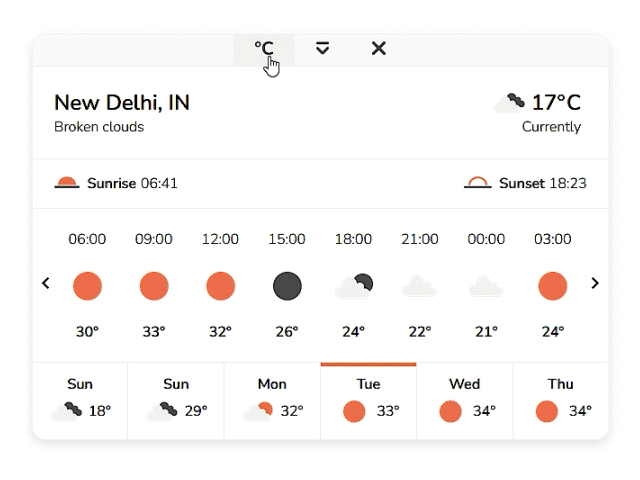 °C
New Delhi, IN
17°C
Broken clouds
Currently
Sunrise 06:41
Sunset 18:23
06:00 09:00 12:00 15:00 18:00 21:00 00:00 03:00
30° 33° 32° 26° 24° 22° 21° 24°
Sun Sun Mon Tue Wed Thu
18° 29° 32° 33° 34° 34°